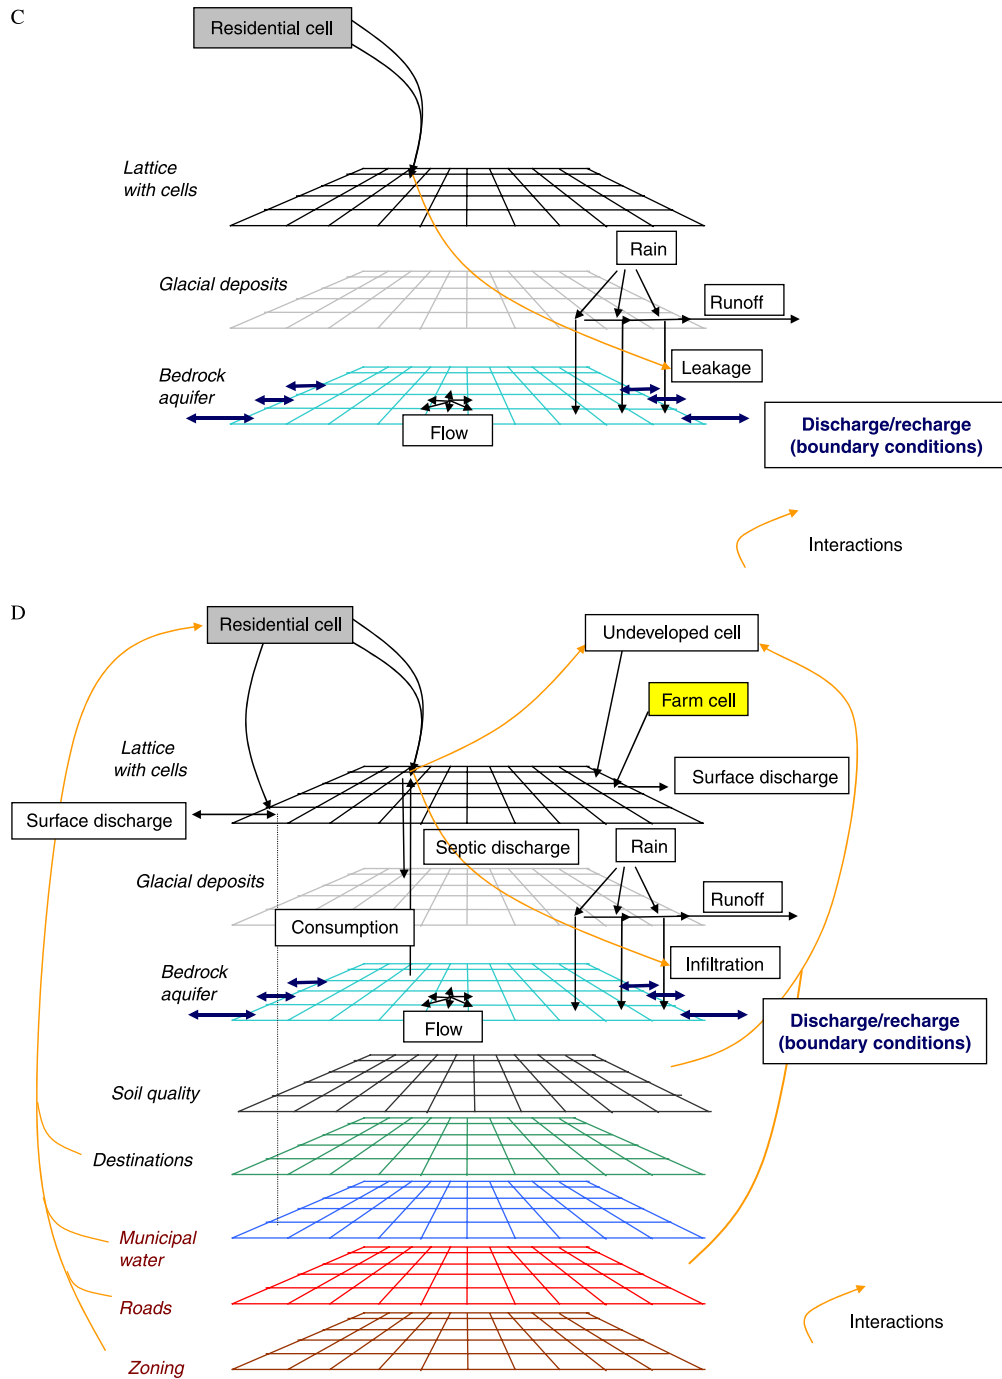 C
Residential cell
Lattice
with cells
Rain
Glacial deposits
Runoff
Leakage
Bedrock
aquifer
Flow
Discharge/recharge
(boundary conditions)
Interactions
D
Residential cell
Undeveloped cell
Farm cell
Lattice
with cells
Surface discharge
Surface discharge
Septic discharge
Rain
Glacial deposits
Runoff
Consumption
Infiltration
Bedrock
aquifer
Flow
Discharge/recharge
(boundary conditions)
Soil quality
Destinations
Municipal
water
Roads
Interactions
Zoning